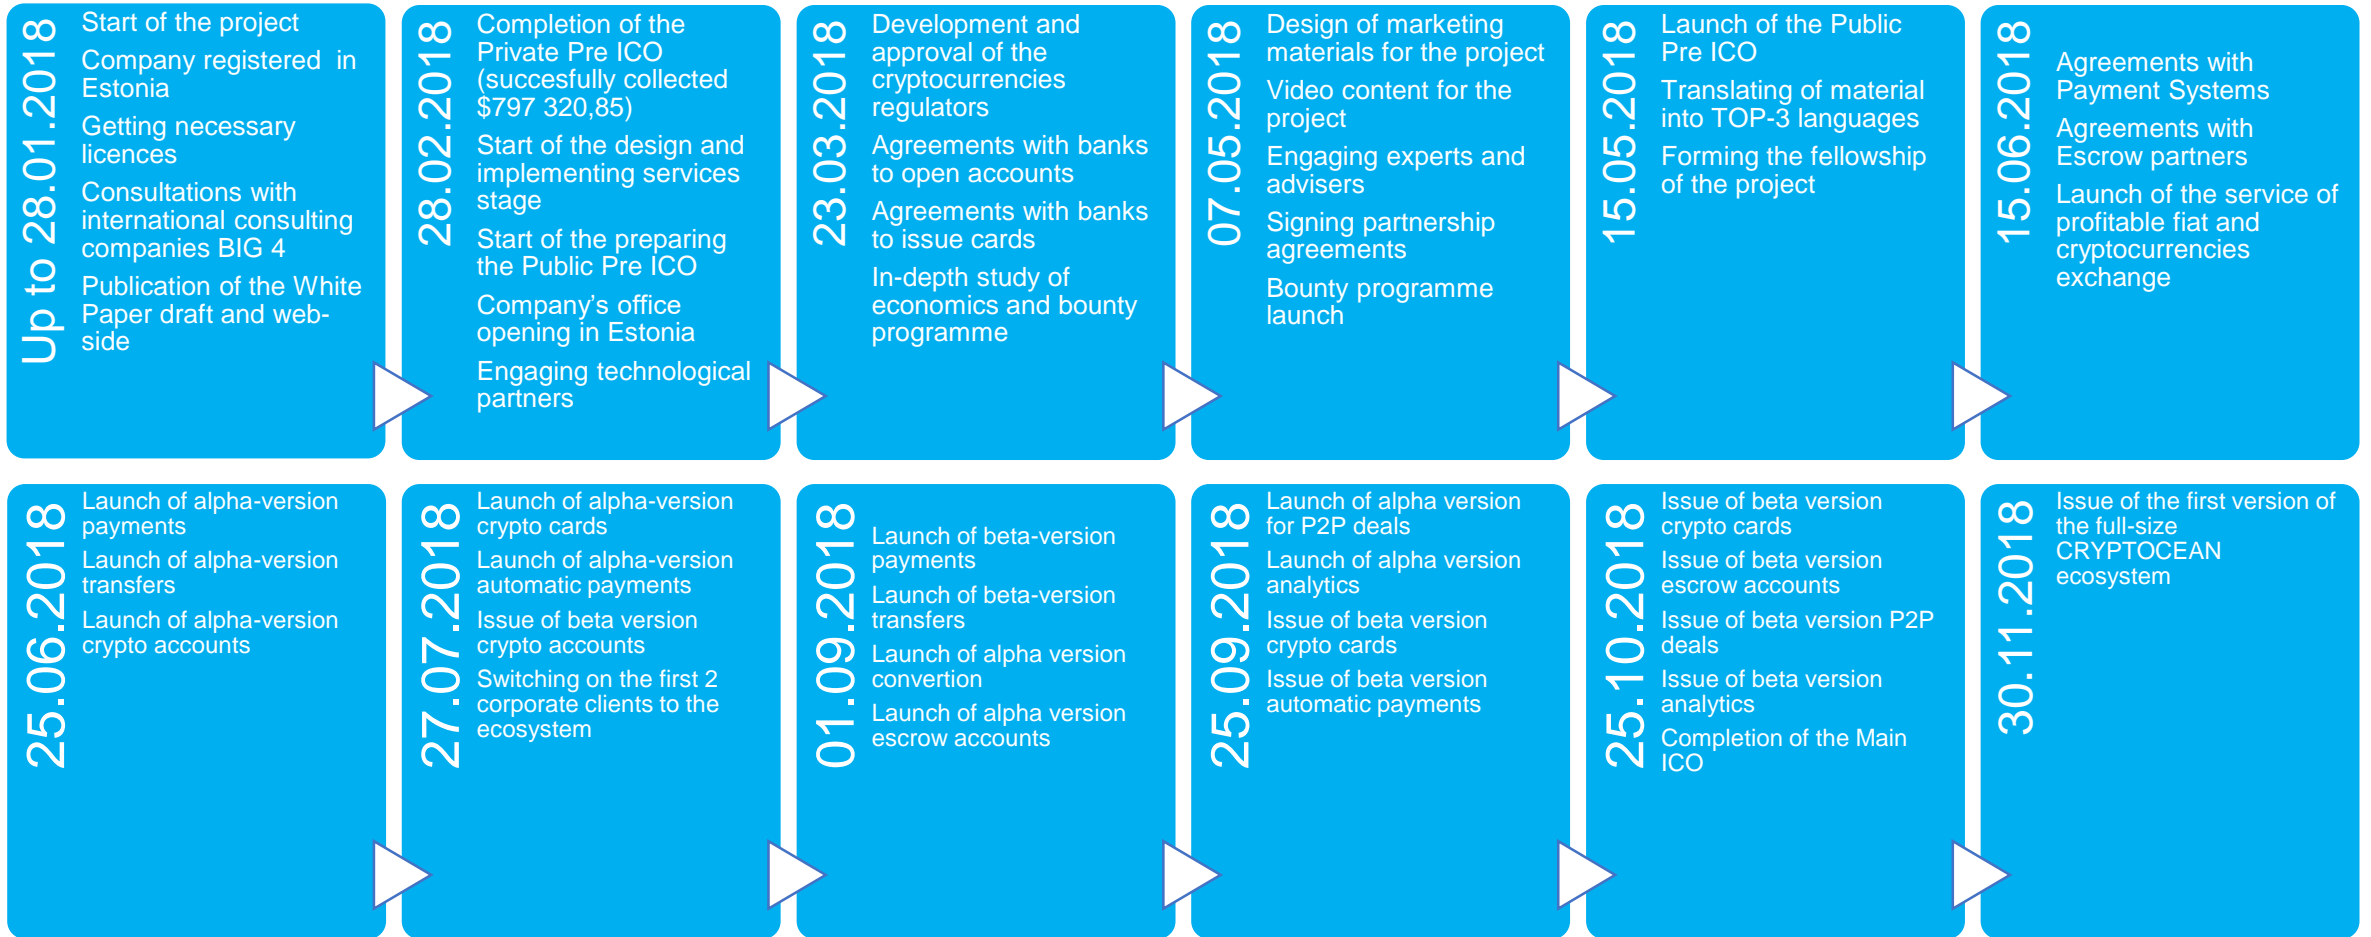 Up to 28.01.2018
Start of the project
Company registered  in
Estonia
Getting necessary
licences
Consultations with
international consulting
companies BIG 4
Publication of the White
Paper draft and web-
side
28.02.2018
Completion of the
Private Pre ICO
(succesfully collected
$797 320,85)
Start of the design and
implementing services
stage
Start of the preparing
the Public Pre ICO
Company’s office
opening in Estonia
Engaging technological
partners
23.03.2018
Development and
approval of the
cryptocurrencies
regulators
Agreements with banks
to open accounts
Agreements with banks
to issue cards
In-depth study of
economics and bounty
programme
07.05.2018
Design of marketing
materials for the project
Video content for the
project
Engaging experts and
advisers
Signing partnership
agreements
Bounty programme
launch
15.05.2018
Launch of the Public
Pre ICO
Translating of material
into TOP-3 languages
Forming the fellowship
of the project
15.06.2018
Agreements with
Payment Systems
Agreements with
Escrow partners
Launch of the service of
profitable fiat and
cryptocurrencies
exchange
25.06.2018
Launch of alpha-version
payments
Launch of alpha-version
transfers
Launch of alpha-version
crypto accounts
27.07.2018
Launch of alpha-version
crypto cards
Launch of alpha-version
automatic payments
Issue of beta version
crypto accounts
Switching on the first 2
corporate clients to the
ecosystem
01.09.2018
Launch of beta-version
payments
Launch of beta-version
transfers
Launch of alpha version
convertion
Launch of alpha version
escrow accounts
25.09.2018
Launch of alpha version
for P2P deals
Launch of alpha version
analytics
Issue of beta version
crypto cards
Issue of beta version
automatic payments
25.10.2018
Issue of beta version
crypto cards
Issue of beta version
escrow accounts
Issue of beta version P2P
deals
Issue of beta version
analytics
Completion of the Main
ICO
30.11.2018
Issue of the first version of
the full-size
CRYPTOCEAN
ecosystem